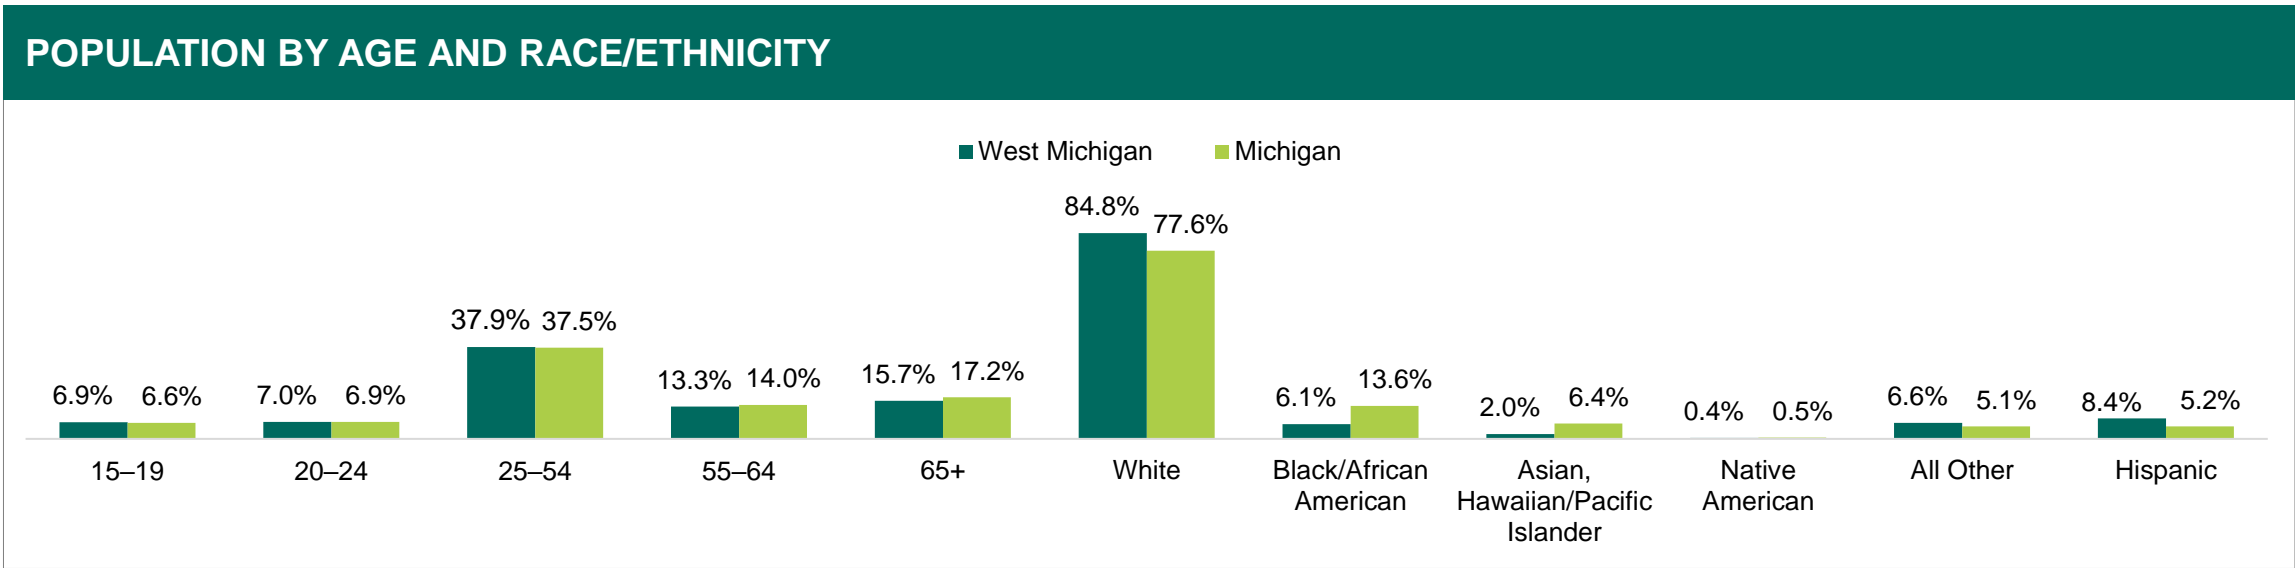 POPULATION BY AGE AND RACE/ETHNICITY
West Michigan Michigan
84.8% 77.6%
37.9% 37.5%
6.9% 6.6% 7.0% 6.9% 13.3% 14.0% 15.7% 17.2% 6.1% 13.6% 2.0% 6.4% 0.4% 0.5% 6.6% 5.1% 8.4% 5.2%
15–19 20–24 25–54 55–64 65+ White Black/African Asian, Native All Other Hispanic
American Hawaiian/Pacific American
Islander